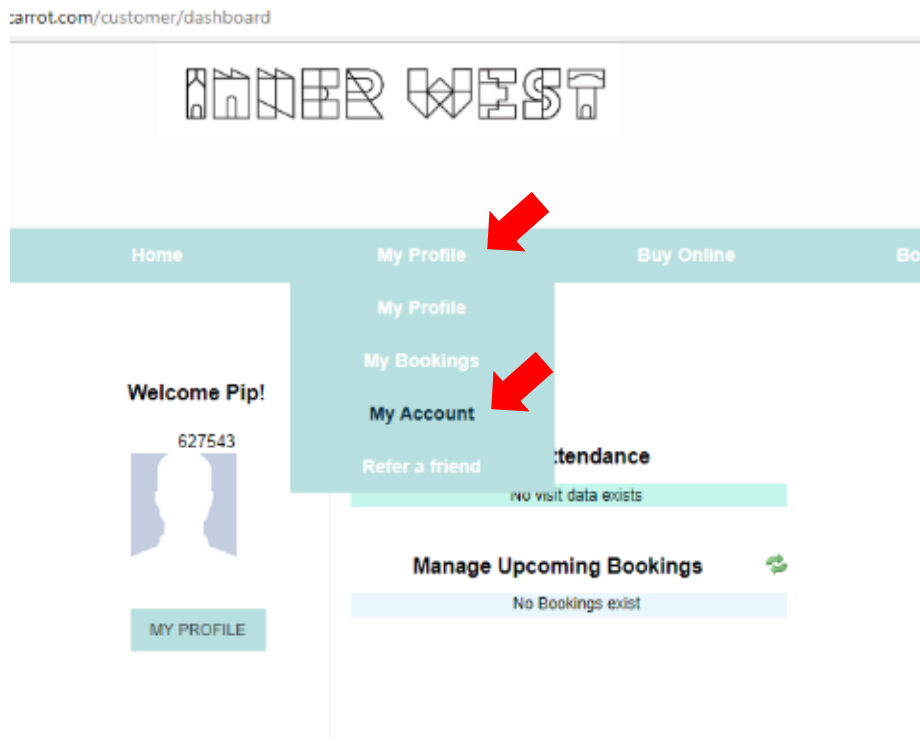 carrot.com/customer/dashboard
INNER WEST
Home My Profile Buy Online Bo
My Profile
My Bookings
My Account
Refer a friend
Welcome Pip!
627543
MY PROFILE
ttendance
No visit data exists
Manage Upcoming Bookings
No Bookings exist